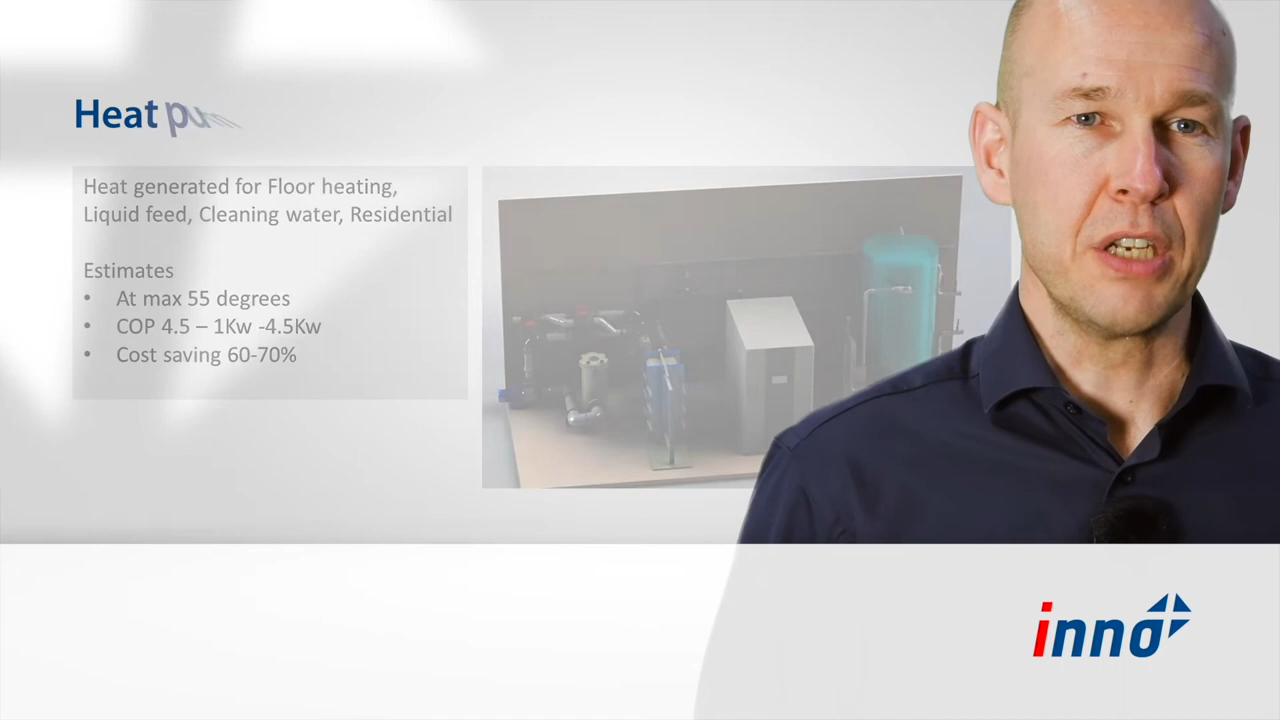 Heat
Heat generated for Floor heating,
Liquid feed, Cleaning water, Residential
Estimates
• At max 55 degrees
• COP 4.5 – 1Kw -4.5Kw
• Cost saving 60-70%
inno